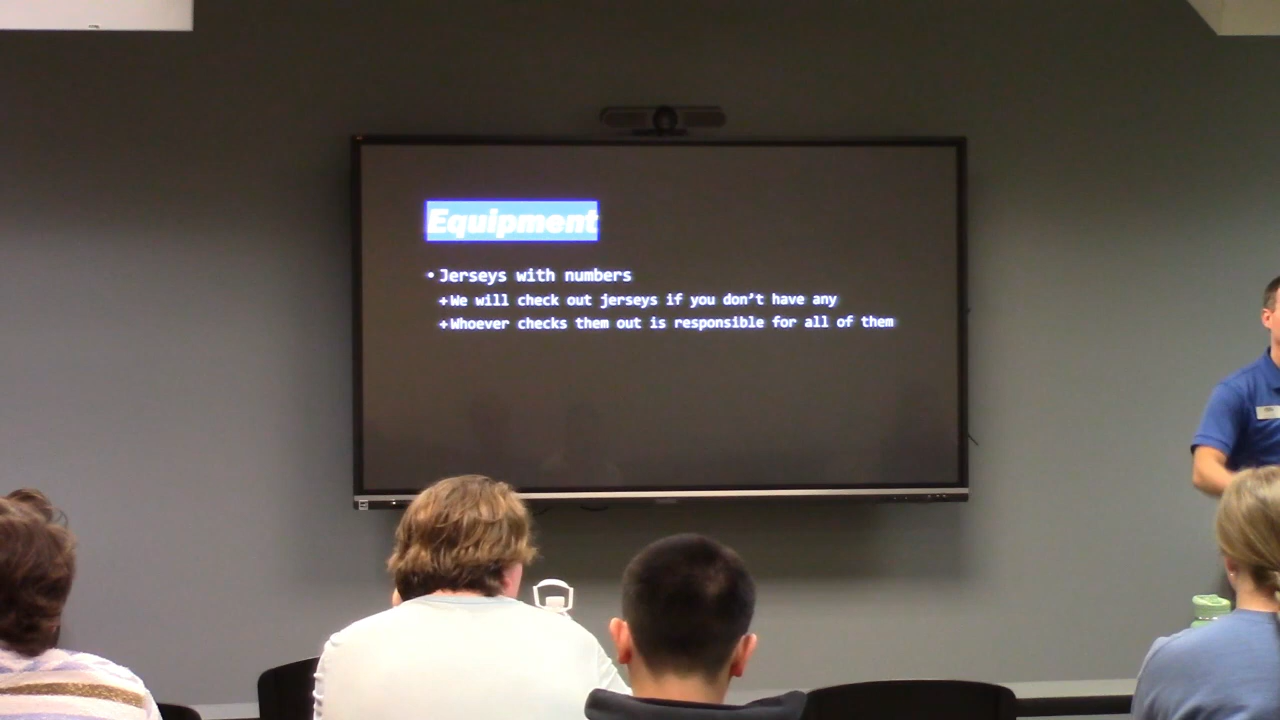 Equipment
• Jerseys with numbers
+We will check out jerseys if you don't have any
+Whoever checks them out is responsible for all of them